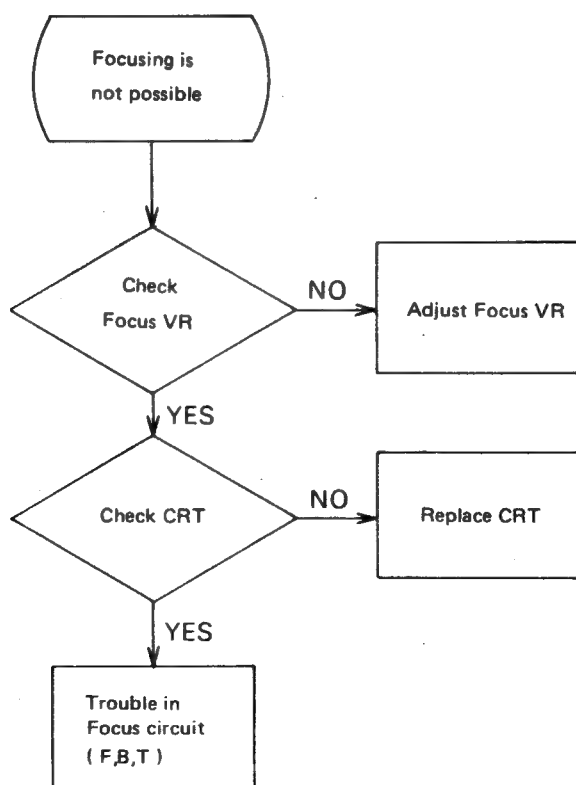 Focusing is
not possible
Check
Focus VR
NO
Adjust Focus VR
YES
Check CRT
NO
Replace CRT
YES
Trouble in
Focus circuit
( F,B,T )